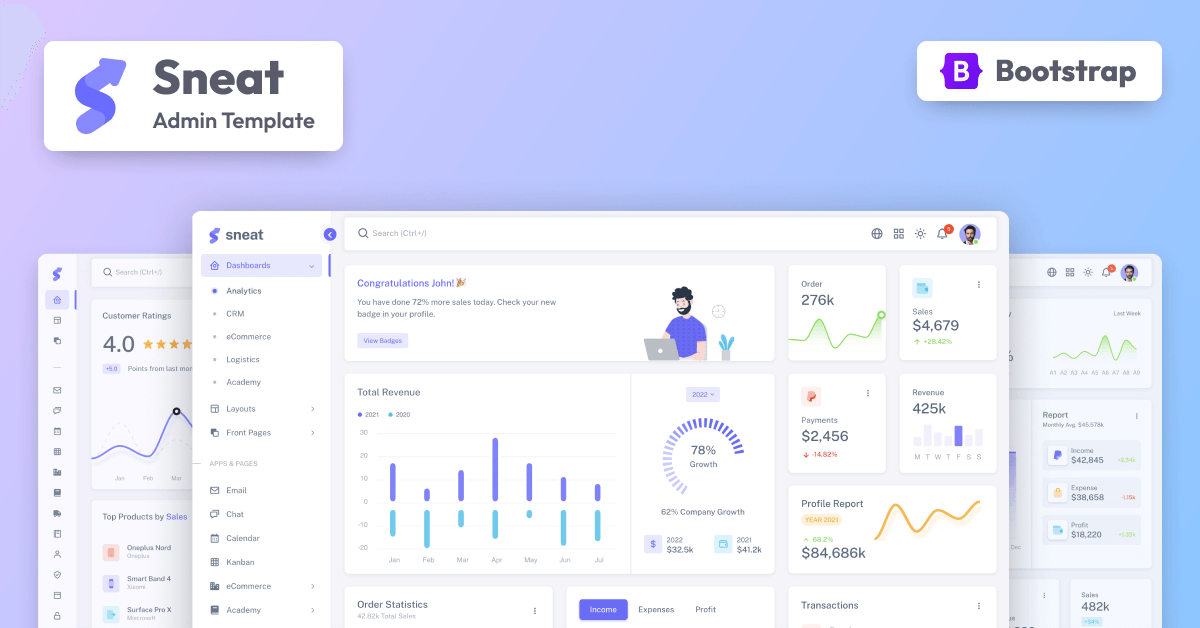 Sneat
Admin Template
B Bootstrap
sneat
Search (Ctrl+/)
5
Dashboards
Analytics
CRM
eCommerce
Logistics
Academy
Layouts
Front Pages
APPS & PAGES
Email
Chat
Calendar
Kanban
eCommerce
Academy
Congratulations John! 🎉
You have done 72% more sales today. Check your new
badge in your profile.
View Badges
Order
276k
Sales
$4,679
+28.42%
Total Revenue
2021 2020
30
20
10
0
-10
-20
Jan Feb Mar Apr May Jun Jul
2022
78%
Growth
62% Company Growth
$ 2022
$32.5k
2021
$41.2k
Payments
$2,456
-14.82%
Revenue
425k
M T W T F S S
Profile Report
YEAR 2021
68.2%
$84,686k
Order Statistics
42.82k Total Sales
Income Expenses Profit
Transactions
Search (Ctrl+/)
Customer Ratings
4.0
+5.0 Points from last mor
Jan Feb Mar
Top Products by Sales
Oneplus Nord
Oneplus
Smart Band 4
Xiaomi
Surface Pro X
Last Week
A1 A2 A3 A4 A5 A6 A7 A8 A9
Report
Monthly Avg. $45.578k
Income
$42,845
Expense
$38,658
-1.15k
Profit
$18,220
Dec
Sales
482k
+34%